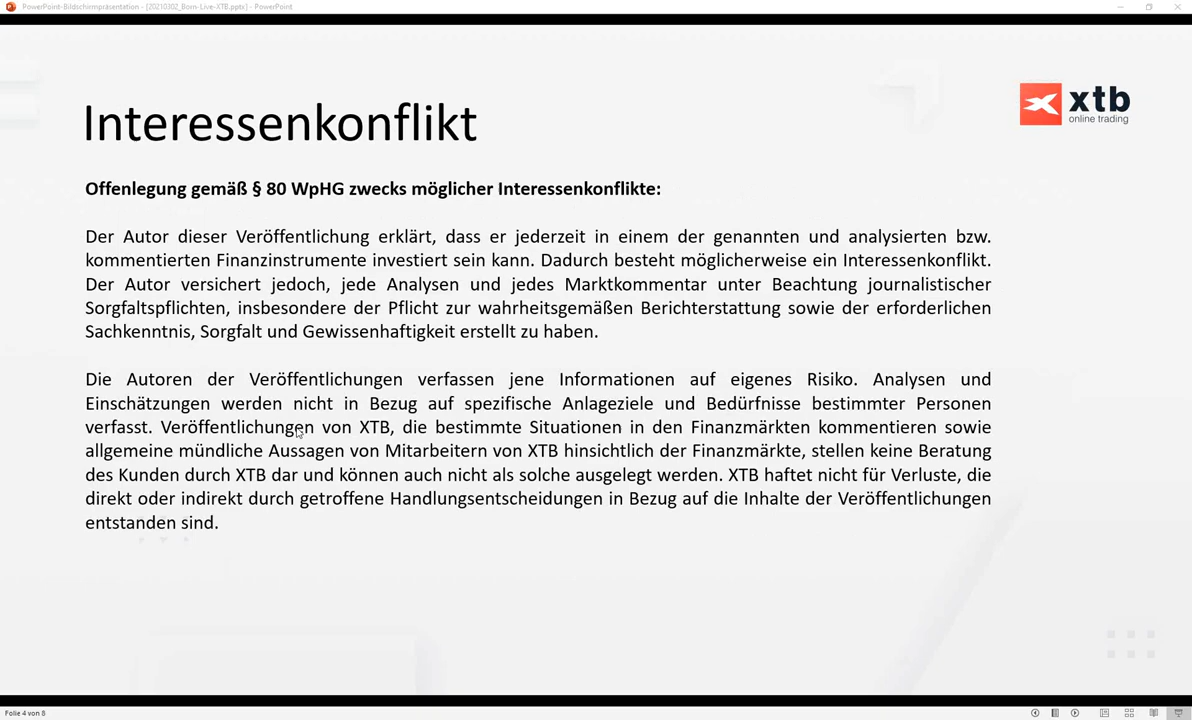 PowerPoint-Bildschirmpräsentation - [20210302_Born-Live-XTB.pptx] - PowerPoint
xtb
online trading
Interessenkonflikt
Offenlegung gemäß § 80 WpHG zwecks möglicher Interessenkonflikte:
Der Autor dieser Veröffentlichung erklärt, dass er jederzeit in einem der genannten und analysierten bzw.
kommentierten Finanzinstrumente investiert sein kann. Dadurch besteht möglicherweise ein Interessenkonflikt.
Der Autor versichert jedoch, jede Analysen und jedes Marktkommentar unter Beachtung journalistischer
Sorgfaltspflichten, insbesondere der Pflicht zur wahrheitsgemäßen Berichterstattung sowie der erforderlichen
Sachkenntnis, Sorgfalt und Gewissenhaftigkeit erstellt zu haben.
Die Autoren der Veröffentlichungen verfassen jene Informationen auf eigenes Risiko. Analysen und
Einschätzungen werden nicht in Bezug auf spezifische Anlageziele und Bedürfnisse bestimmter Personen
verfasst. Veröffentlichungen von XTB, die bestimmte Situationen in den Finanzmärkten kommentieren sowie
allgemeine mündliche Aussagen von Mitarbeitern von XTB hinsichtlich der Finanzmärkte, stellen keine Beratung
des Kunden durch XTB dar und können auch nicht als solche ausgelegt werden. XTB haftet nicht für Verluste, die
direkt oder indirekt durch getroffene Handlungsentscheidungen in Bezug auf die Inhalte der Veröffentlichungen
entstanden sind.
Folie 4 von 8